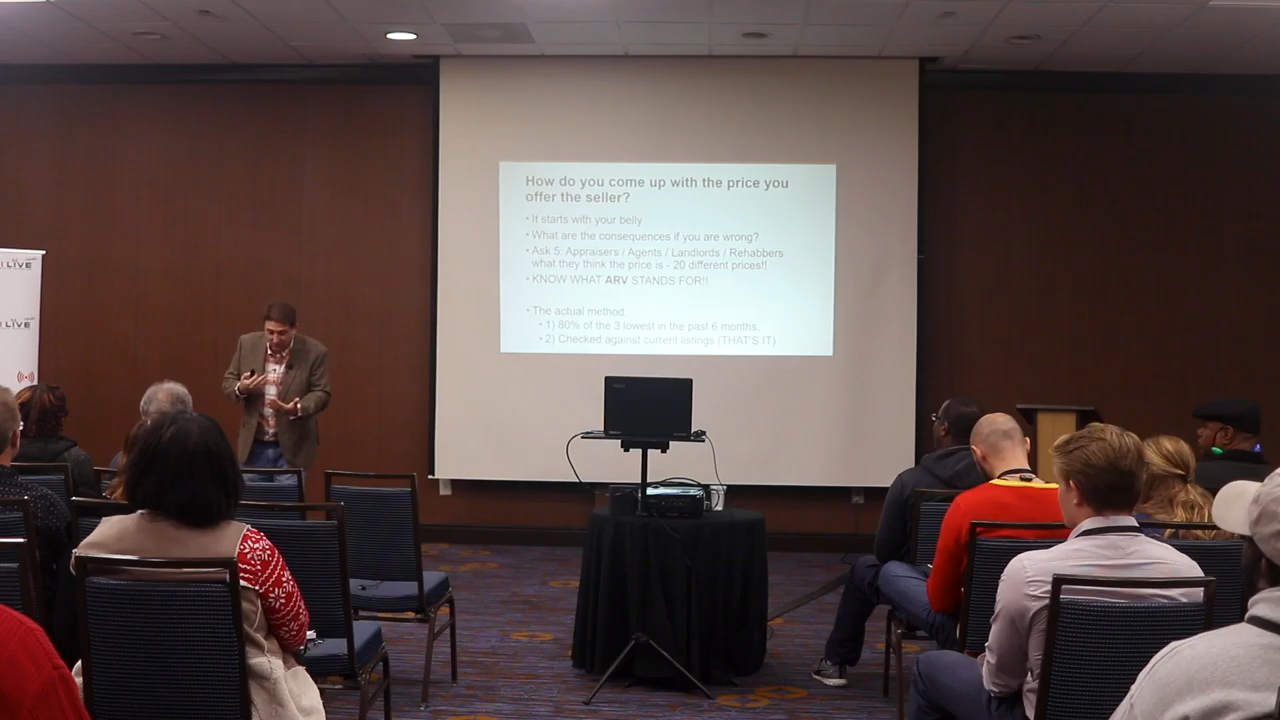 How do you come up with the price you
offer the seller?
• It starts with your belly
• What are the consequences if you are wrong?
• Ask 5: Appraisers / Agents / Landlords / Rehabbers
what they think the price is - 20 different prices!!
• KNOW WHAT ARV STANDS FOR!!
• The actual method
• 1) 80% of the 3 lowest in the past 6 months.
• 2) Checked against current listings (THAT'S IT)
LIVE
LIVE